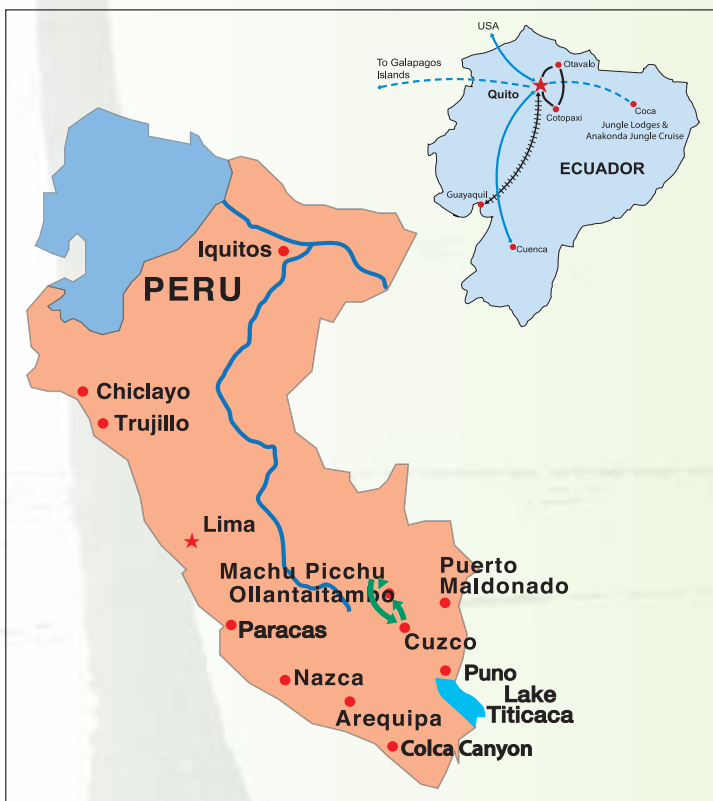 USA
To Galapagos
Islands
Otavalo
Quito
Coca
Cotopaxi
Jungle Lodges &
Anakonda Jungle Cruise
ECUADOR
Guayaquil
Cuenca
Iquitos
PERU
Chiclayo
Trujillo
Lima
Machu Picchu
Ollantaitambo
Puerto
Maldonado
Cuzco
Paracas
Puno
Nazca
Lake
Titicaca
Arequipa
Colca Canyon